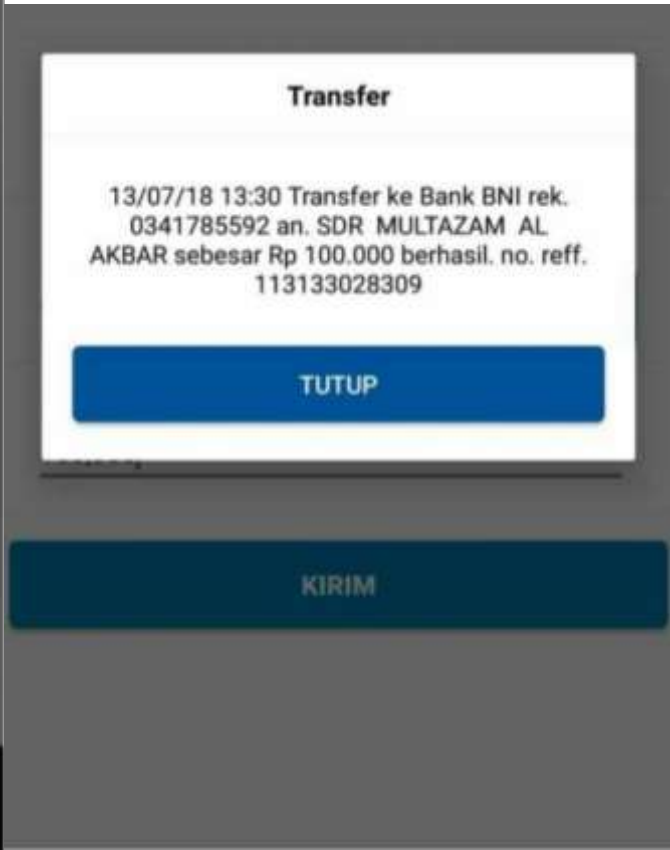 Transfer
13/07/18 13:30 Transfer ke Bank BNI rek.
0341785592 an. SDR MULTAZAM AL
AKBAR sebesar Rp 100.000 berhasil. no. reff.
113133028309
TUTUP
KIRIM